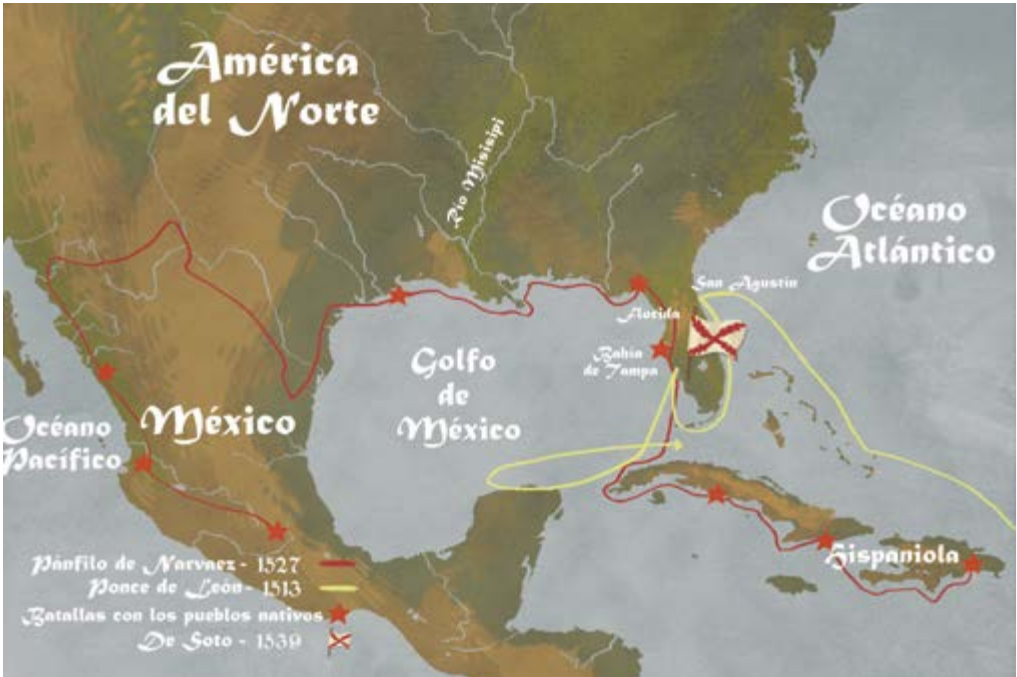 América
del Norte
Río Misisipi
Océano
Atlántico
San Agustín
Florida
Bahía
de Tampa
Golfo
de
México
México
Océano
Pacífico
Hispaniola
Pánfilo de Narvaez - 1527
Ponce de León - 1513
Batallas con los pueblos nativos
De Soto - 1539